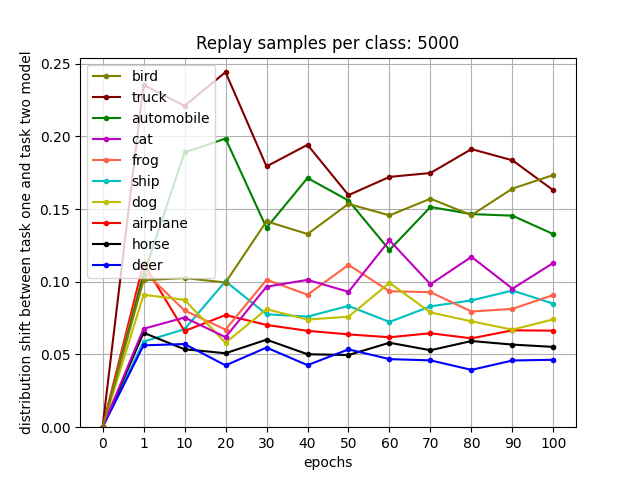 Replay samples per class: 5000
distribution shift between task one and task two model
0.25
0.20
0.15
0.10
0.05
0.00
bird
truck
automobile
cat
frog
ship
dog
airplane
horse
deer
0 1 10 20 30 40 50 60 70 80 90 100
epochs